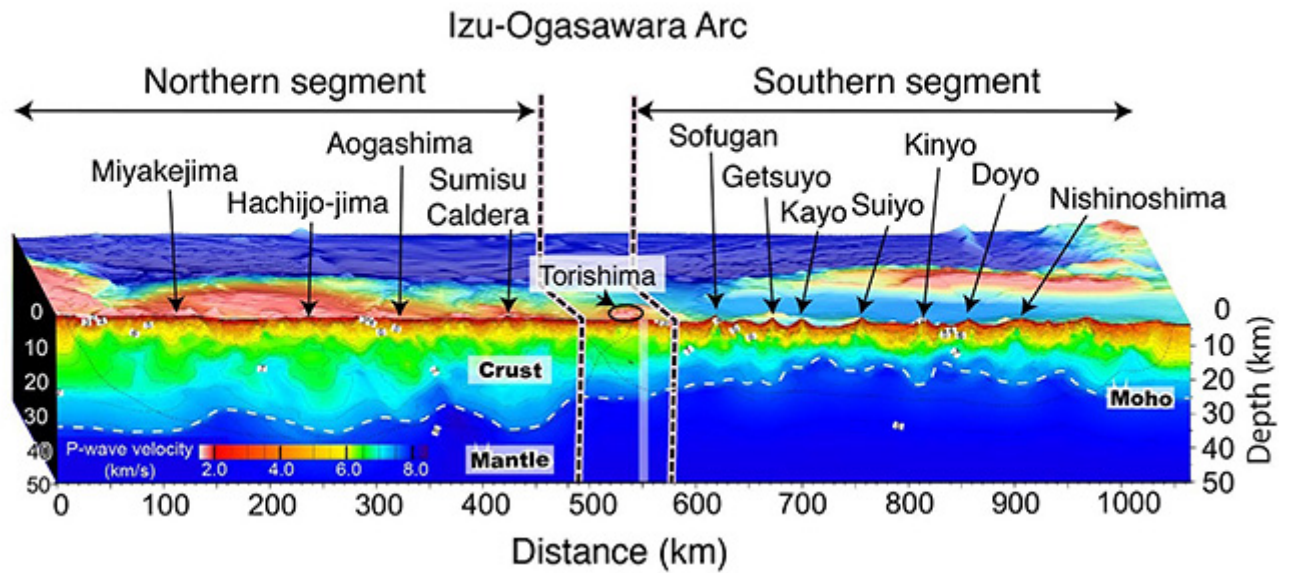 Izu-Ogasawara Arc
Northern segment
Southern segment
Miyakejima
Hachijo-jima
Aogashima
Sumisu
Caldera
Torishima
Sofugan
Getsuyo
Kayo
Suiyo
Kinyo
Doyo
Nishinoshima
0
10
20
30
40
50
Crust
Mantle
Moho
P-wave velocity
(km/s)
2.0 4.0 6.0 8.0
0
10
20
30
40
50
Depth (km)
0 100 200 300 400 500 600 700 800 900 1000
Distance (km)